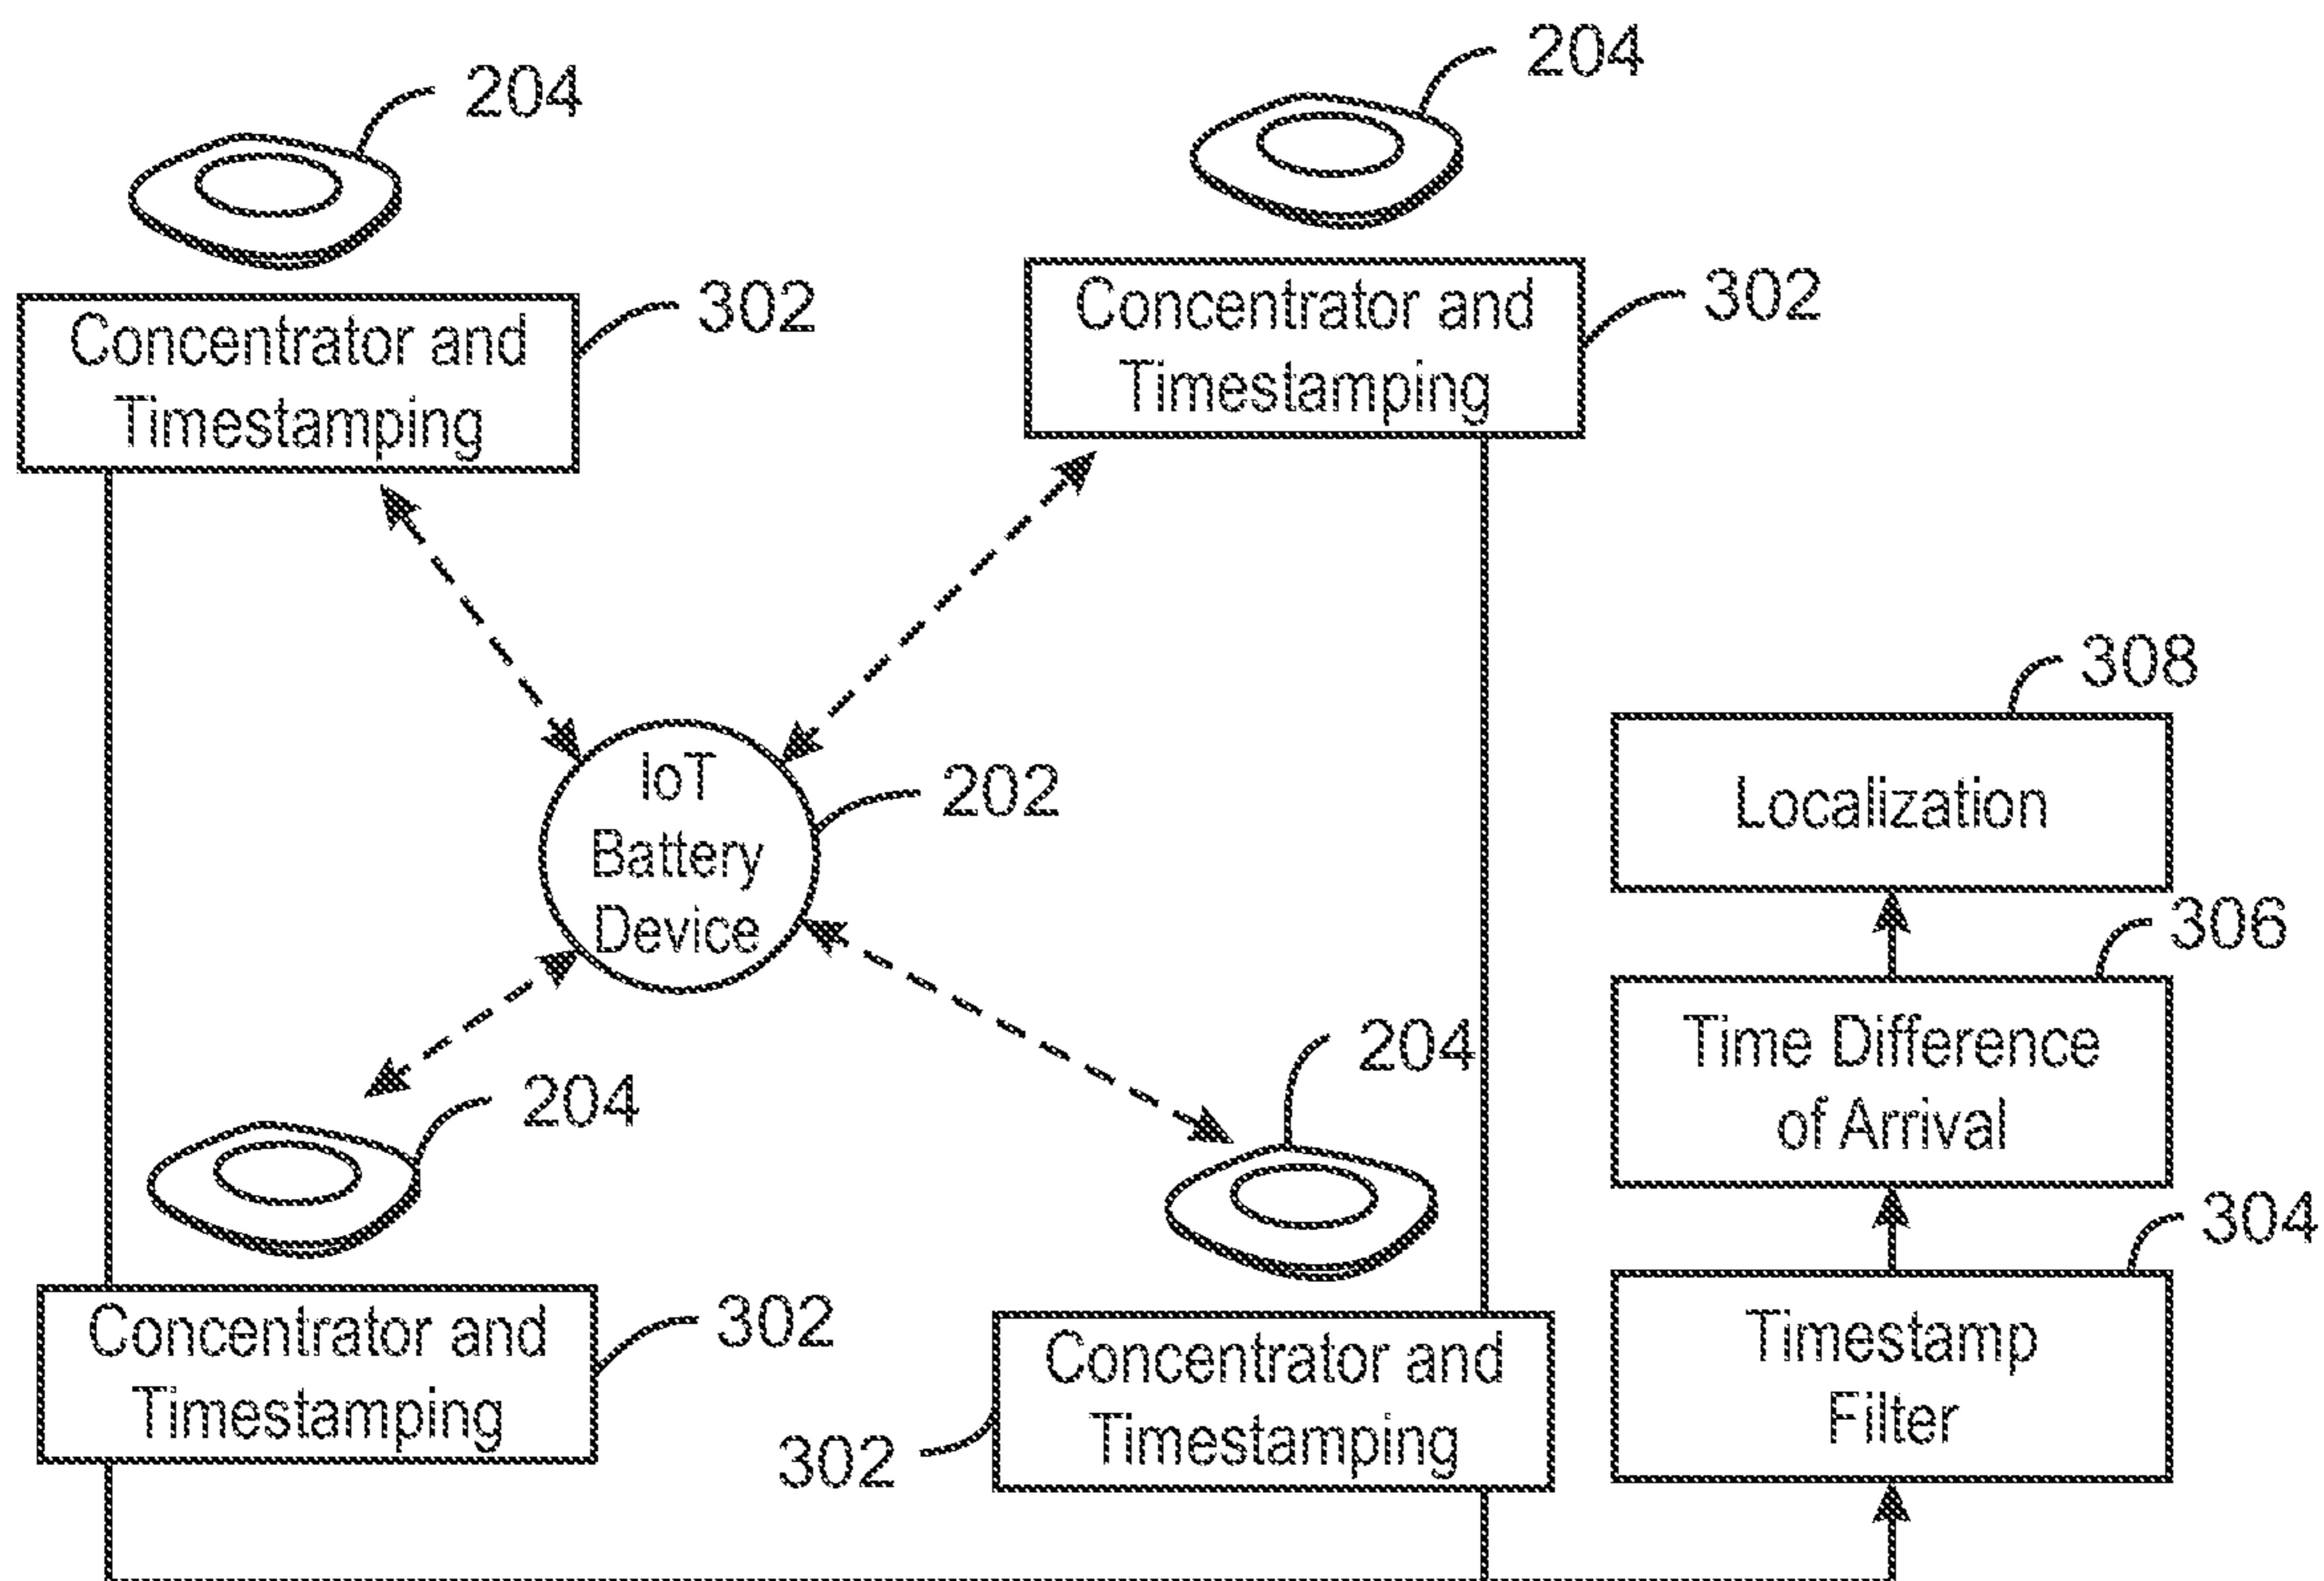 204
204
Concentrator and
Timestamping
302
Concentrator and
Timestamping
302
IoT
Battery
Device
202
308
Localization
306
Time Difference
of Arrival
204
204
304
Timestamp
Filter
Concentrator and
Timestamping
302
Concentrator and
Timestamping
302